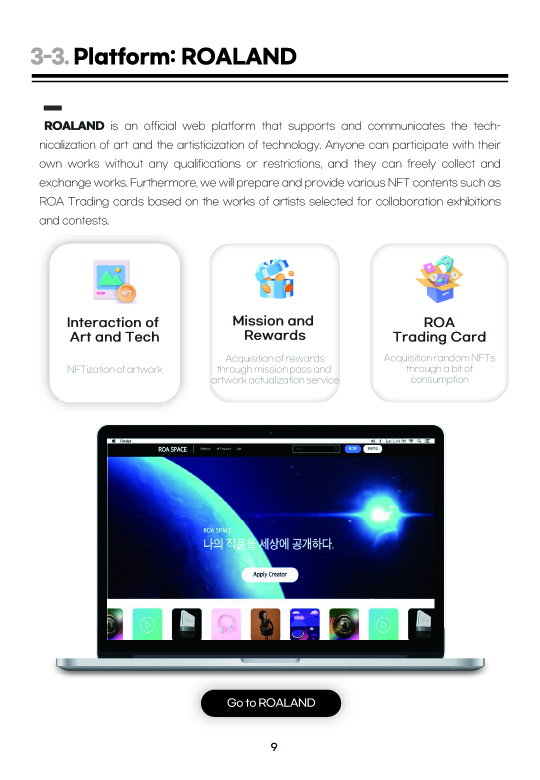 3-3. Platform: ROALAND
ROALAND is an official web platform that supports and communicates the tech-
nicalization of art and the artisticization of technology. Anyone can participate with their
own works without any qualifications or restrictions, and they can freely collect and
exchange works. Furthermore, we will prepare and provide various NFT contents such as
ROA Trading cards based on the works of artists selected for collaboration exhibitions
and contests.
NFT
Interaction of
Art and Tech
NFTization of artwork
Mission and
Rewards
Acquisition of rewards
through mission pass and
artwork actualization service
ROA
Trading Card
Acquisition random NFTs
through a bit of
consumption
Finder
ROA SPACE
ROA SPACE
나의 작품을 세상에 공개하다.
Apply Creator
Go to ROALAND
9